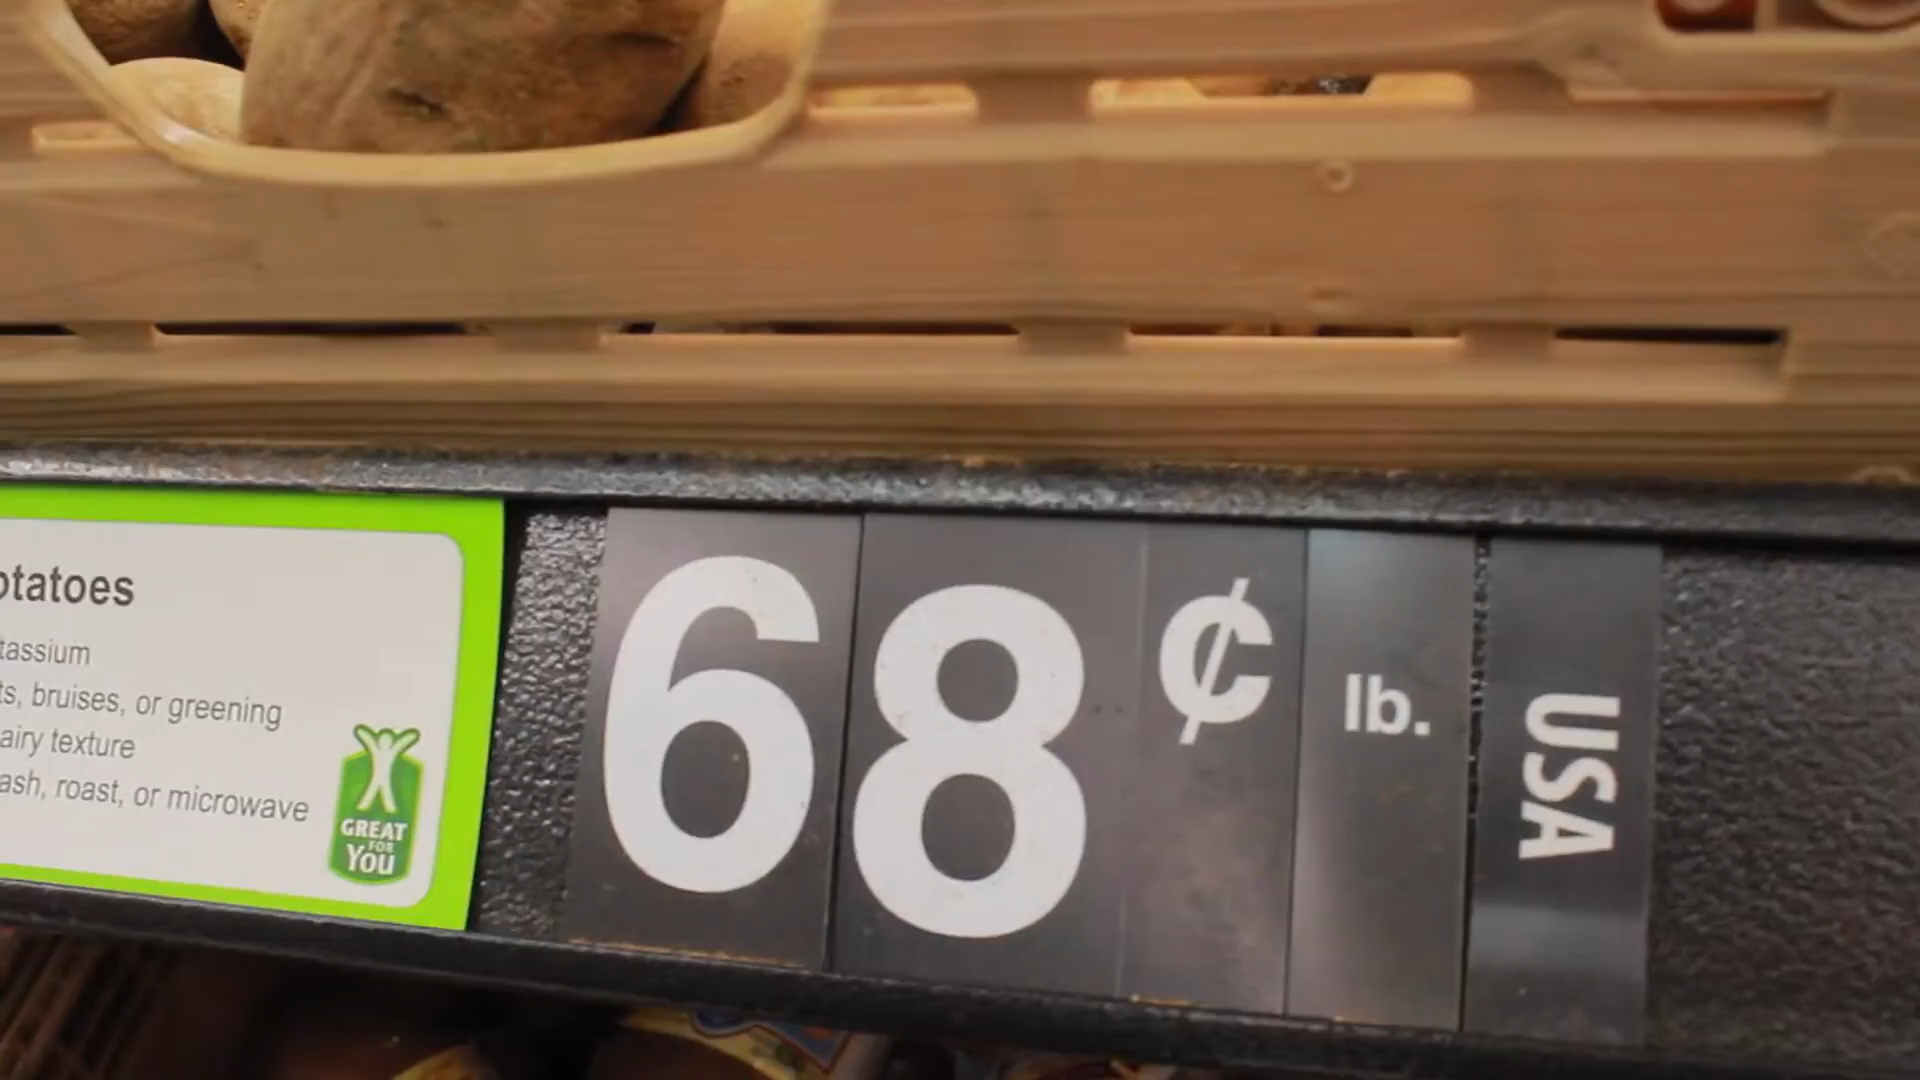 otatoes
tassium
ts, bruises, or greening
airy texture
ash, roast, or microwave
GREAT
FOR
YOU
68¢ lb. USA